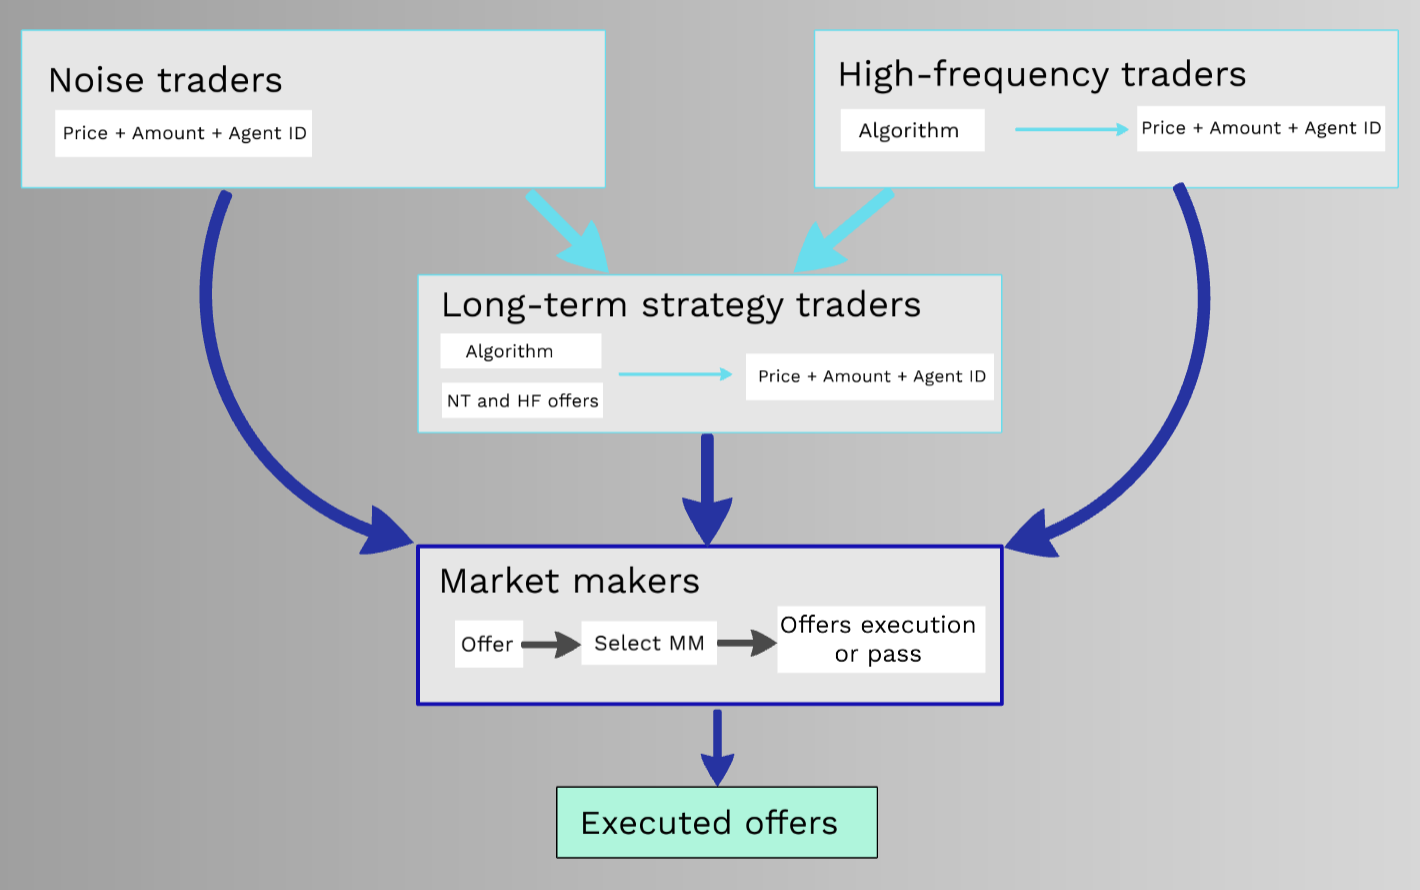 Noise traders
Price + Amount + Agent ID
High-frequency traders
Algorithm
Price + Amount + Agent ID
Long-term strategy traders
Algorithm
NT and HF offers
Price + Amount + Agent ID
Market makers
Offer
Select MM
Offers execution
or pass
Executed offers